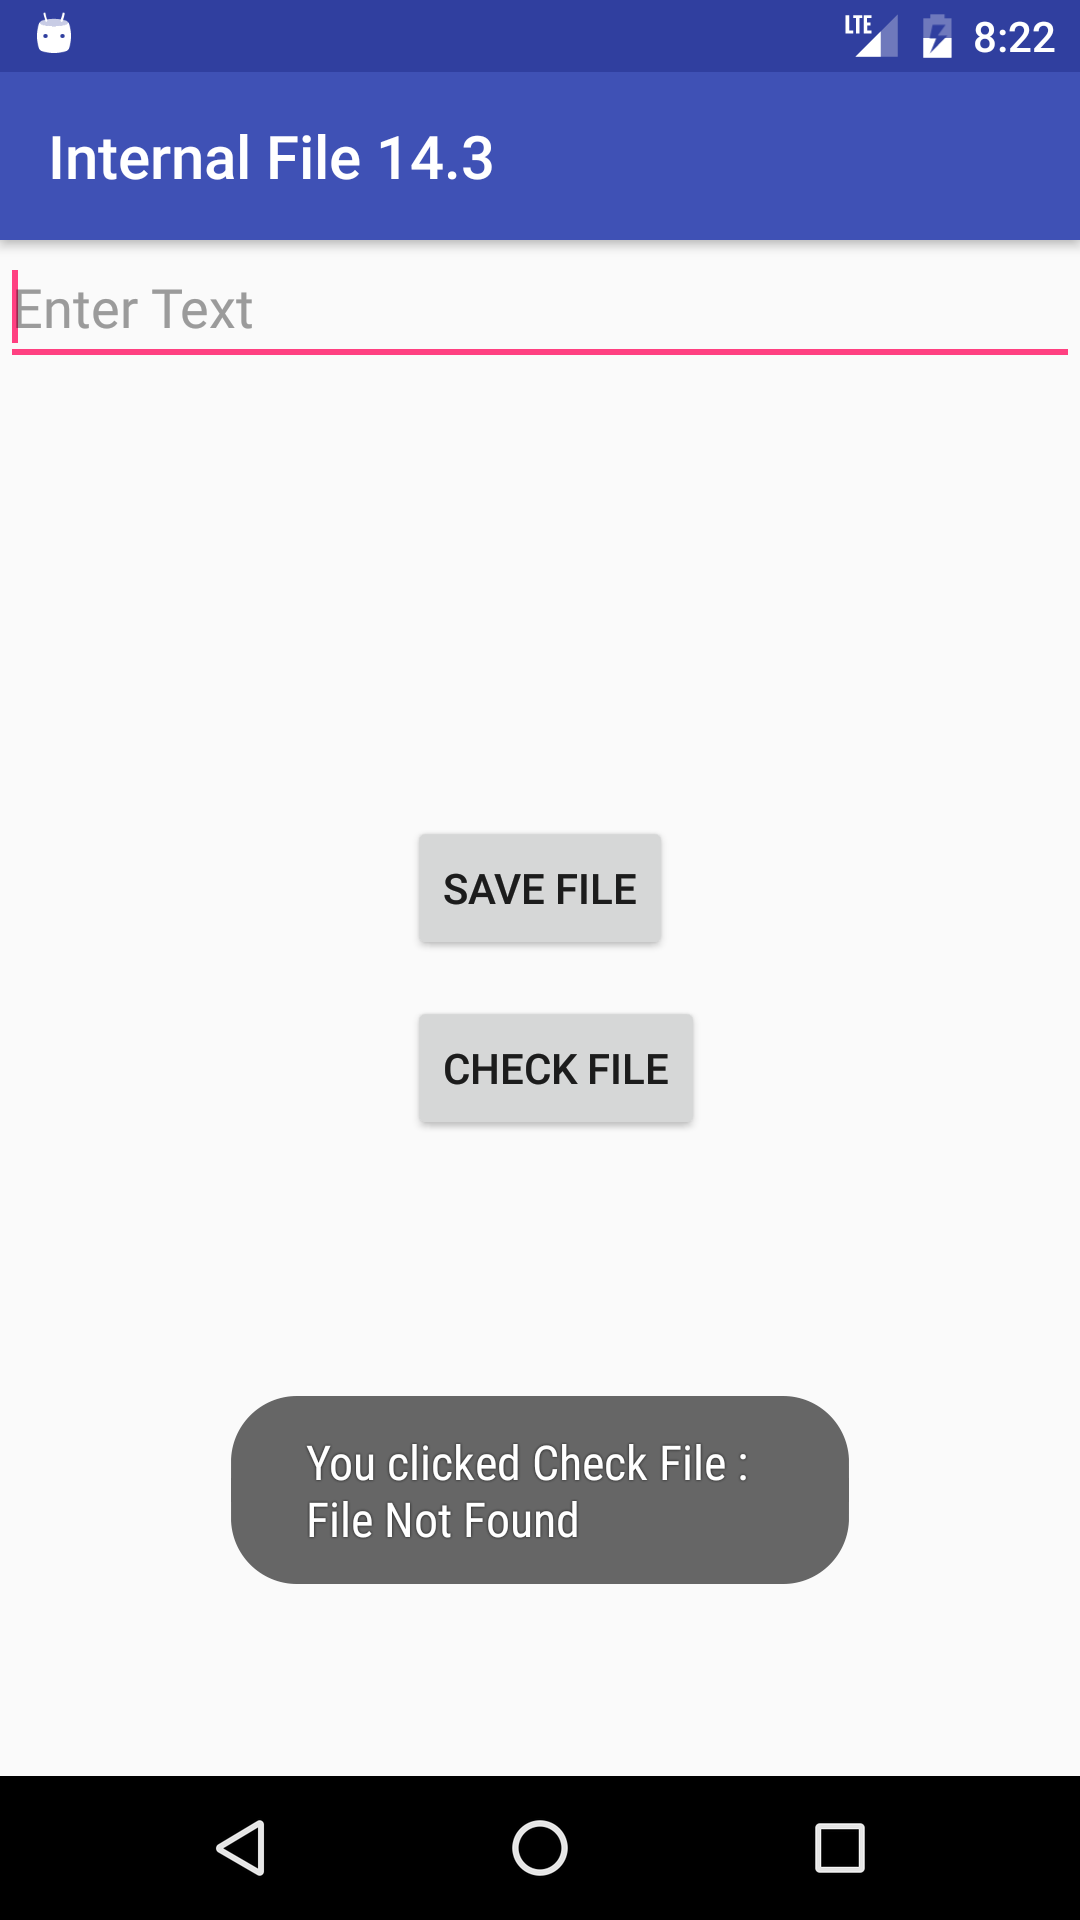 LTE 8:22
Internal File 14.3
Enter Text
SAVE FILE
CHECK FILE
You clicked Check File :
File Not Found